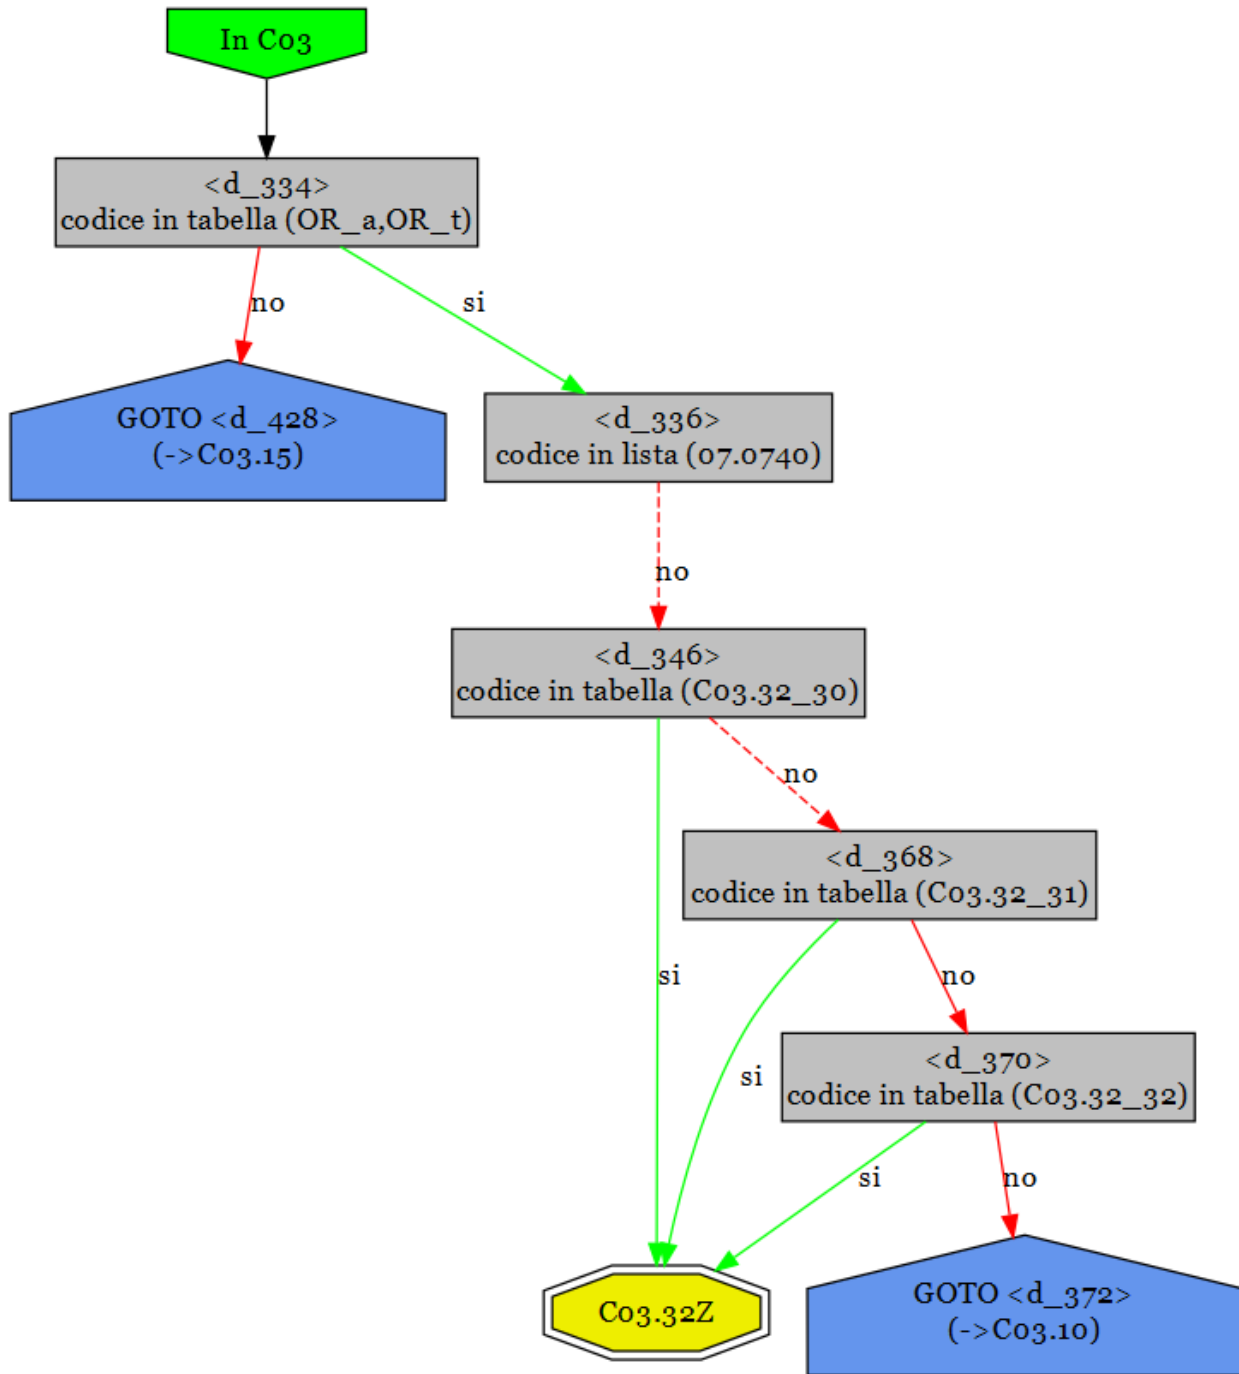 In C03
<d_334>
codice in tabella (OR_a,OR_t)
no
si
GOTO <d_428>
(->C03.15)
<d_336>
codice in lista (07.0740)
no
<d_346>
codice in tabella (C03.32_30)
no
<d_368>
codice in tabella (C03.32_31)
si
no
<d_370>
codice in tabella (C03.32_32)
si
si
no
C03.32Z
GOTO <d_372>
(->C03.10)